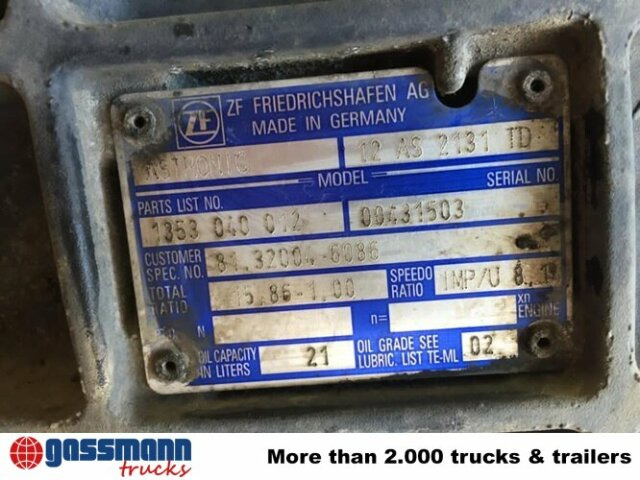 ZF
ZF FRIEDRICHSHAFEN AG
MADE IN GERMANY
ASTRONIC 12 AS 2131 TD
MODEL
PARTS LIST NO. SERIAL NO.
1353 040 012 00431503
CUSTOMER SPEC. NO. 81.32004-6086
TOTAL RATIO 15.86-1.00 SPEEDO RATIO IMP/U
N n= xn ENGINE
OIL CAPACITY IN LITERS 21 OIL GRADE SEE LUBRIC. LIST TE-ML 02
gassmann
trucks
More than 2.000 trucks & trailers